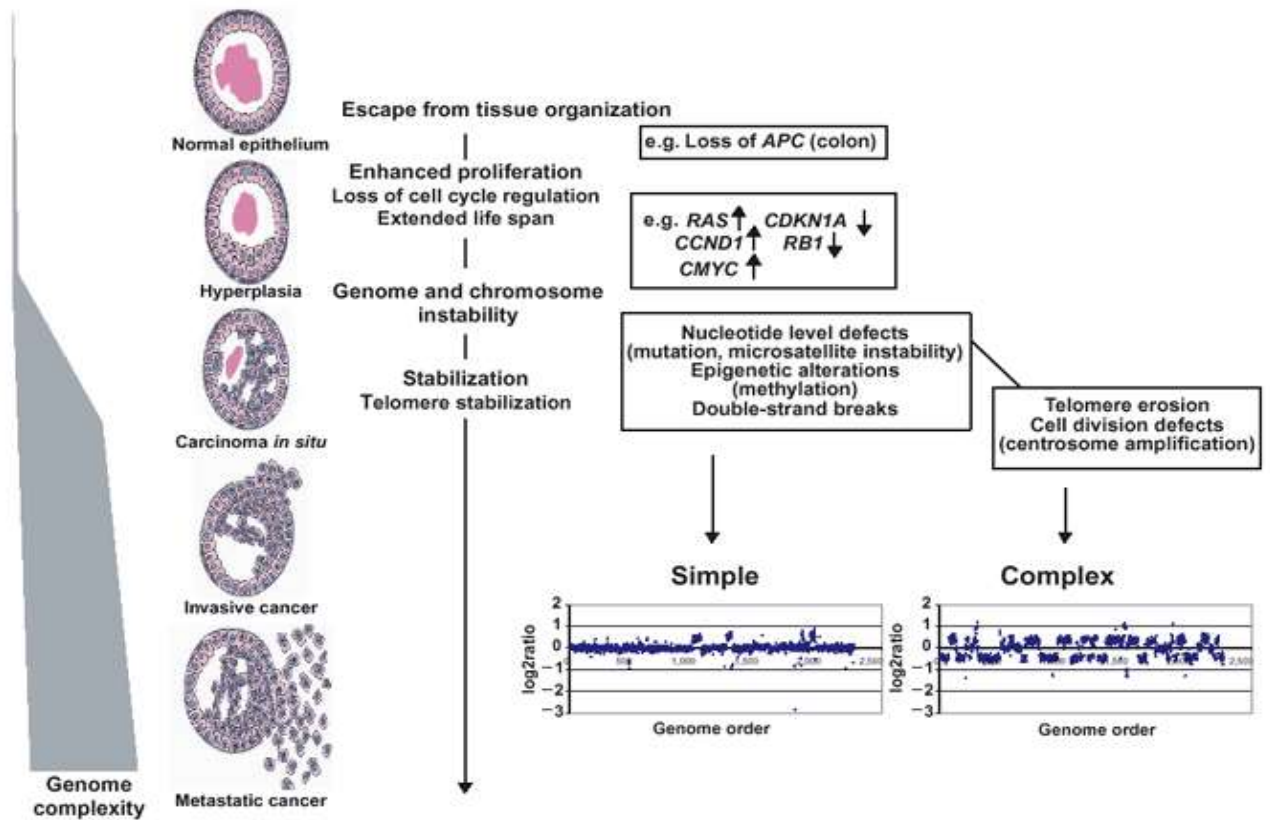 Normal epithelium
Hyperplasia
Carcinoma in situ
Invasive cancer
Metastatic cancer
Genome
complexity
Escape from tissue organization
Enhanced proliferation
Loss of cell cycle regulation
Extended life span
Genome and chromosome
instability
Stabilization
Telomere stabilization
e.g. Loss of APC (colon)
e.g. RAS↑ CDKN1A ↓
CCND1↑ RB1↓
CMYC ↑
Nucleotide level defects
(mutation, microsatellite instability)
Epigenetic alterations
(methylation)
Double-strand breaks
Telomere erosion
Cell division defects
(centrosome amplification)
Simple
log2ratio
2
1
0
−1
−2
−3
1,000
2,500
Genome order
Complex
log2ratio
2
1
0
−1
−2
−3
2,500
Genome order